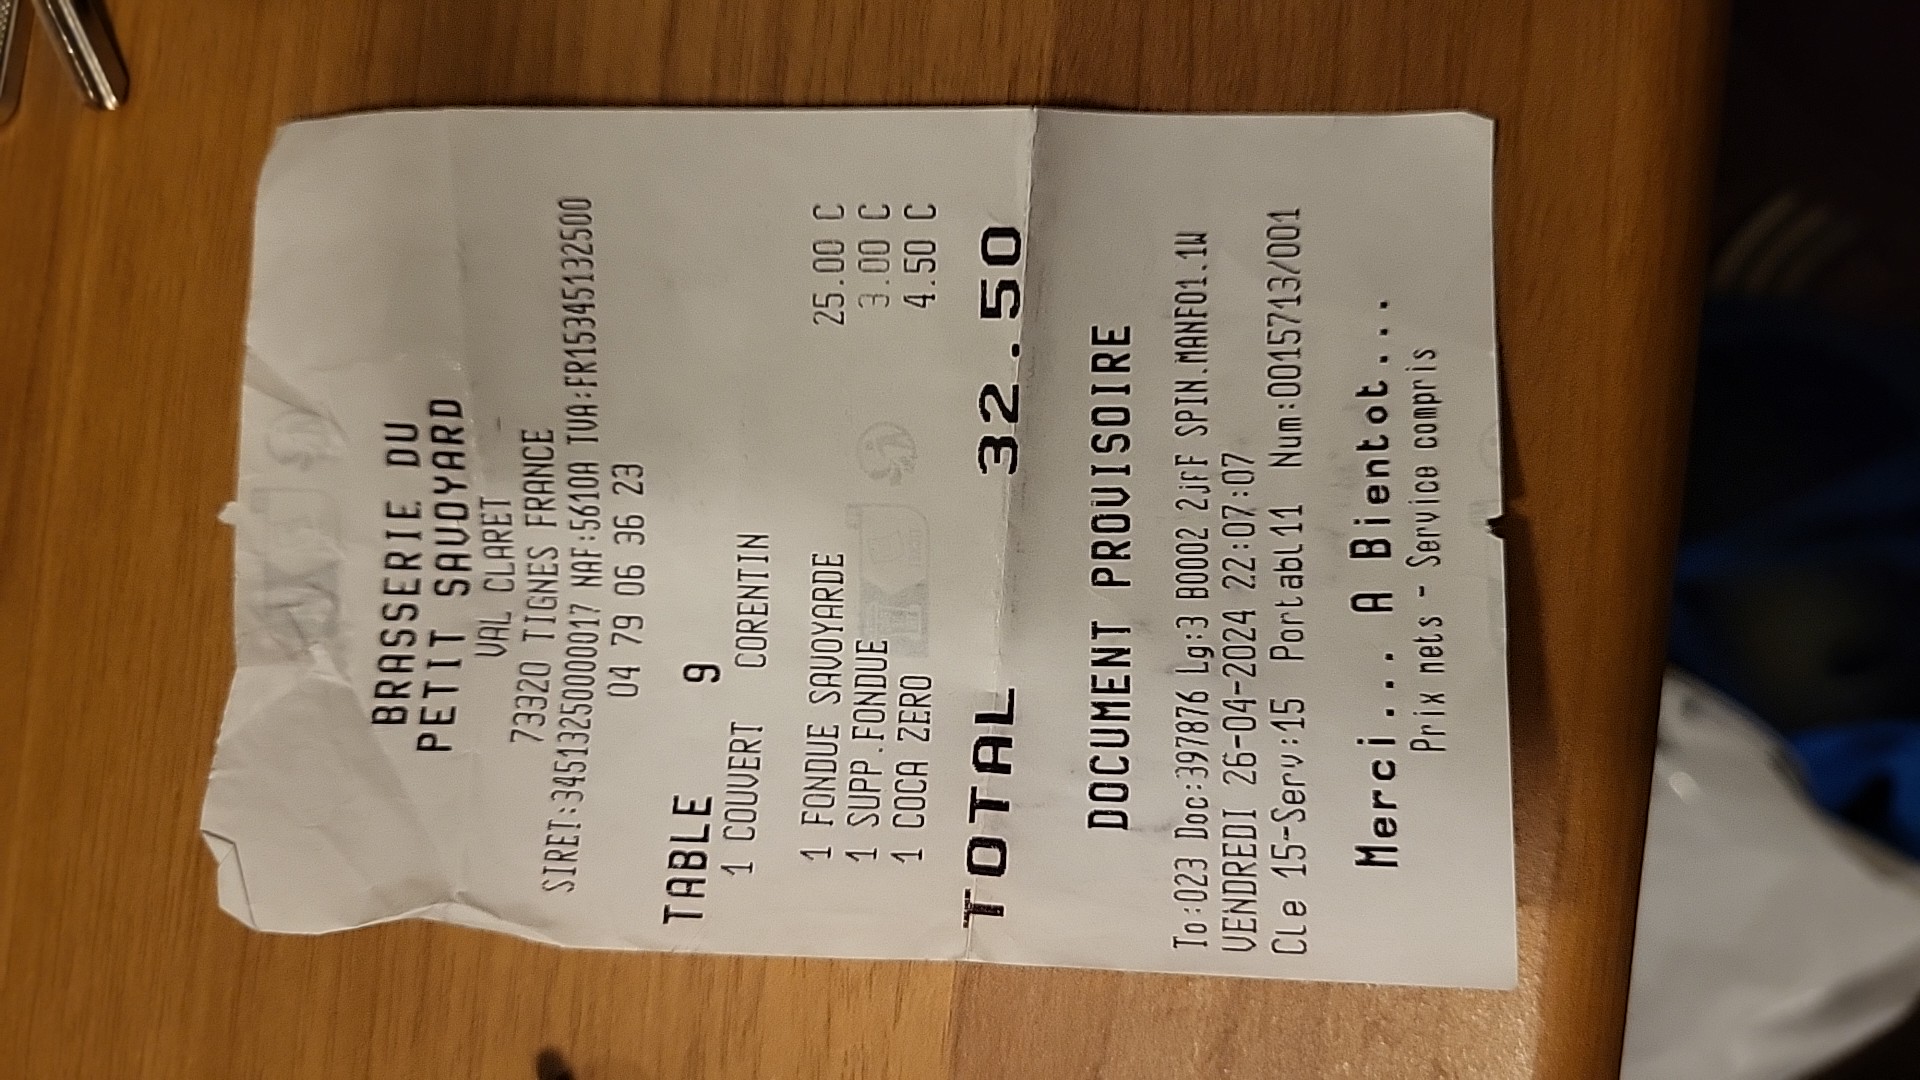 BRASSERIE DU
PETIT SAVOYARD
VAL CLARET
73320 TIGNES FRANCE
SIRET:34513250000017 NAF:5610A TVA:FR15345132500
04 79 06 36 23
TABLE 9
1 COUVERT CORENTIN
1 FONDUE SAVOYARDE 25.00 C
1 SUPP.FONDUE 3.00 C
1 COCA ZERO 4.50 C
TOTAL 32.50
DOCUMENT PROVISOIRE
To:023 Doc:397876 Lg:3 B0002 2JrF SPIN.MANF01.1W
VENDREDI 26-04-2024 22:07:07
CLe 15-Serv:15 Portabl11 Num:0015713/001
Merci... A Bientot...
Prix nets - Service compris